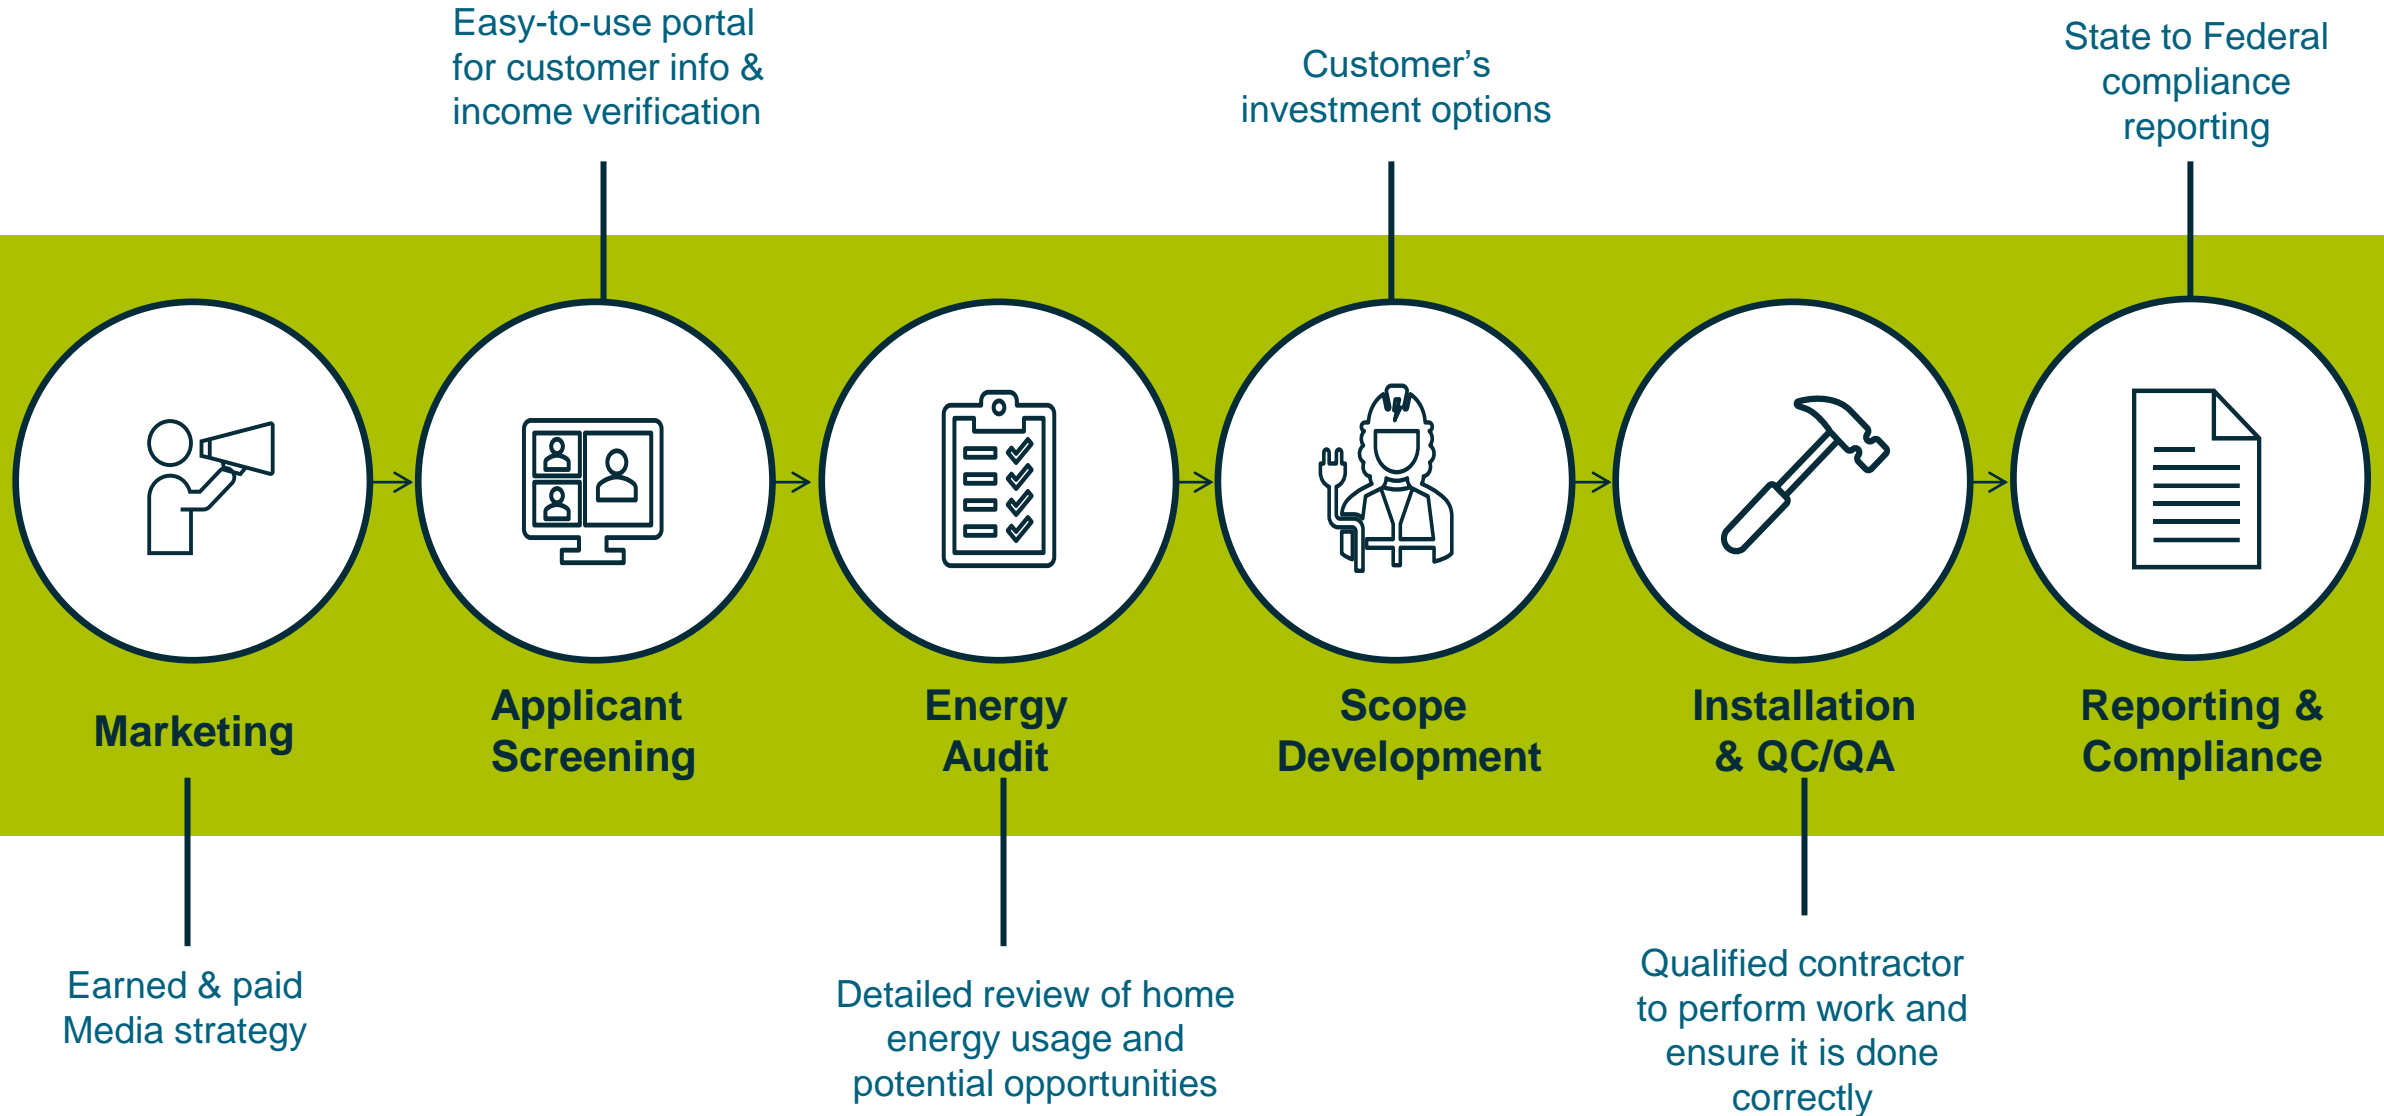 Easy-to-use portal
for customer info &
income verification
Customer’s
investment options
State to Federal
compliance
reporting
Marketing
Applicant
Screening
Energy
Audit
Scope
Development
Installation
& QC/QA
Reporting &
Compliance
Earned & paid
Media strategy
Detailed review of home
energy usage and
potential opportunities
Qualified contractor
to perform work and
ensure it is done
correctly